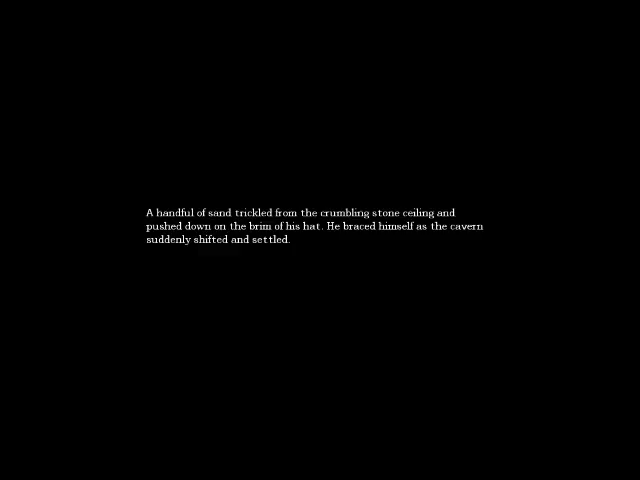 A handful of sand trickled from the crumbling stone ceiling and
pushed down on the brim of his hat. He braced himself as the cavern
suddenly shifted and settled.